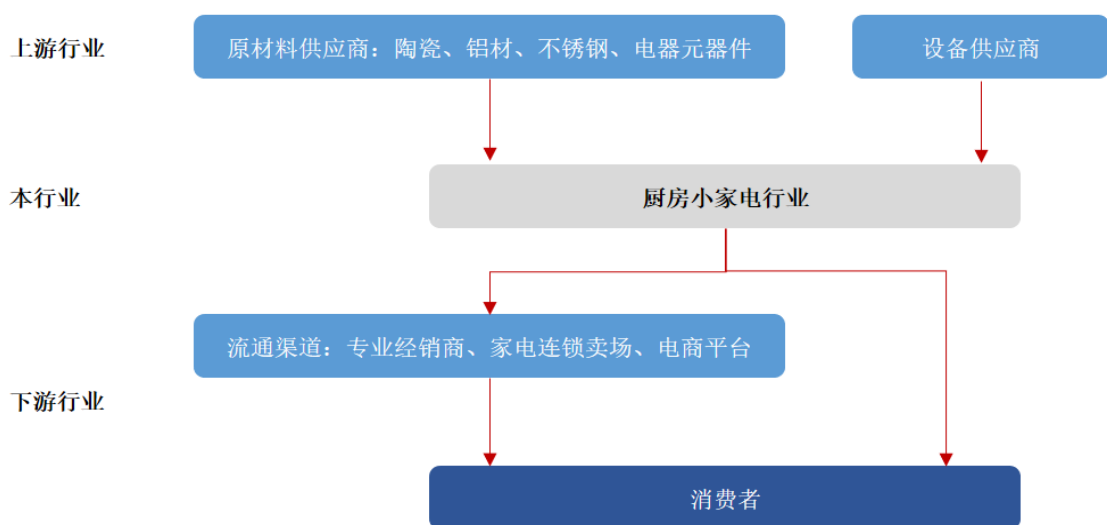 上游行业
原材料供应商：陶瓷、铝材、不锈钢、电器元器件
设备供应商
本行业
厨房小家电行业
流通渠道：专业经销商、家电连锁卖场、电商平台
下游行业
消费者